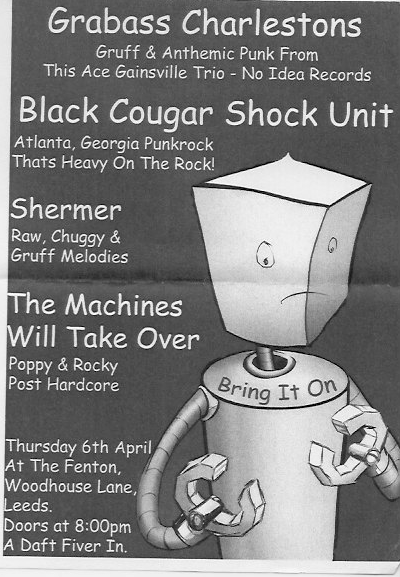 Grabass Charlestons
Gruff & Anthemic Punk From
This Ace Gainsville Trio - No Idea Records
Black Cougar Shock Unit
Atlanta, Georgia Punkrock
Thats Heavy On The Rock!
Shermer
Raw, Chuggy &
Gruff Melodies
The Machines
Will Take Over
Poppy & Rocky
Post Hardcore
Bring It On
Thursday 6th April
At The Fenton,
Woodhouse Lane,
Leeds.
Doors at 8:00pm
A Daft Fiver In.